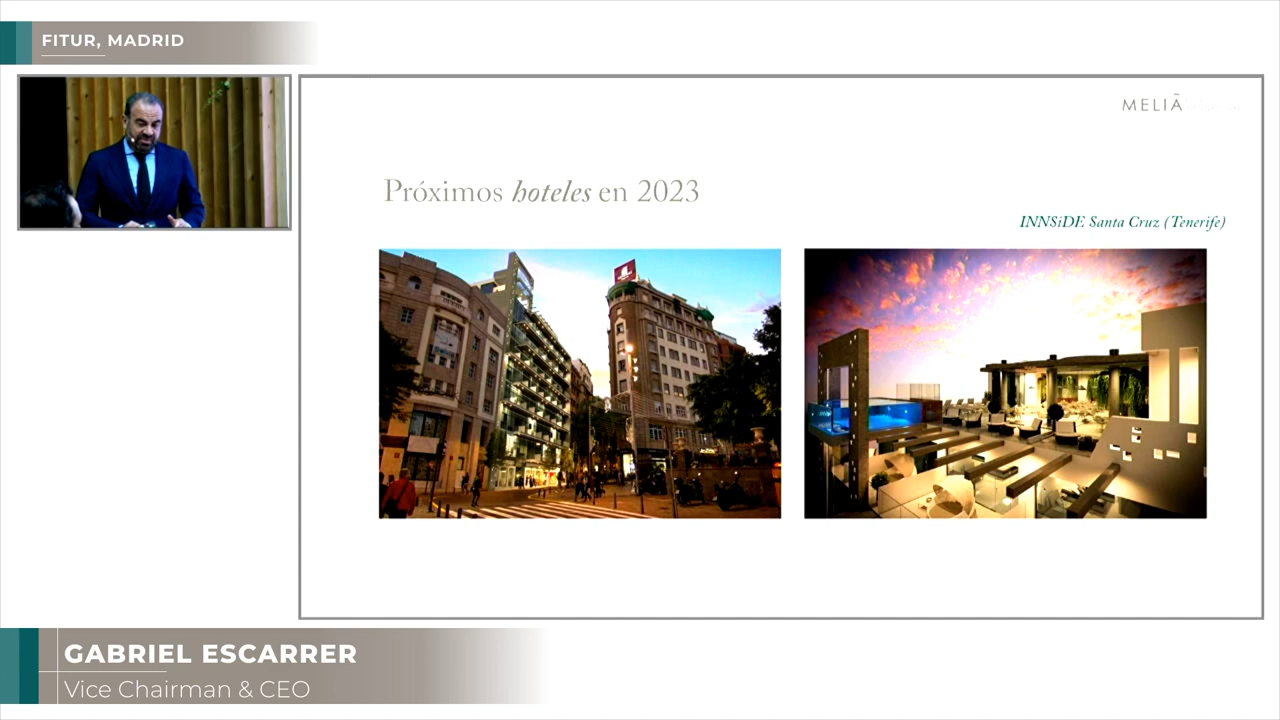 FITUR, MADRID
MELIÃ
Próximos hoteles en 2023
INNSiDE Santa Cruz (Tenerife)
GABRIEL ESCARRER
Vice Chairman & CEO